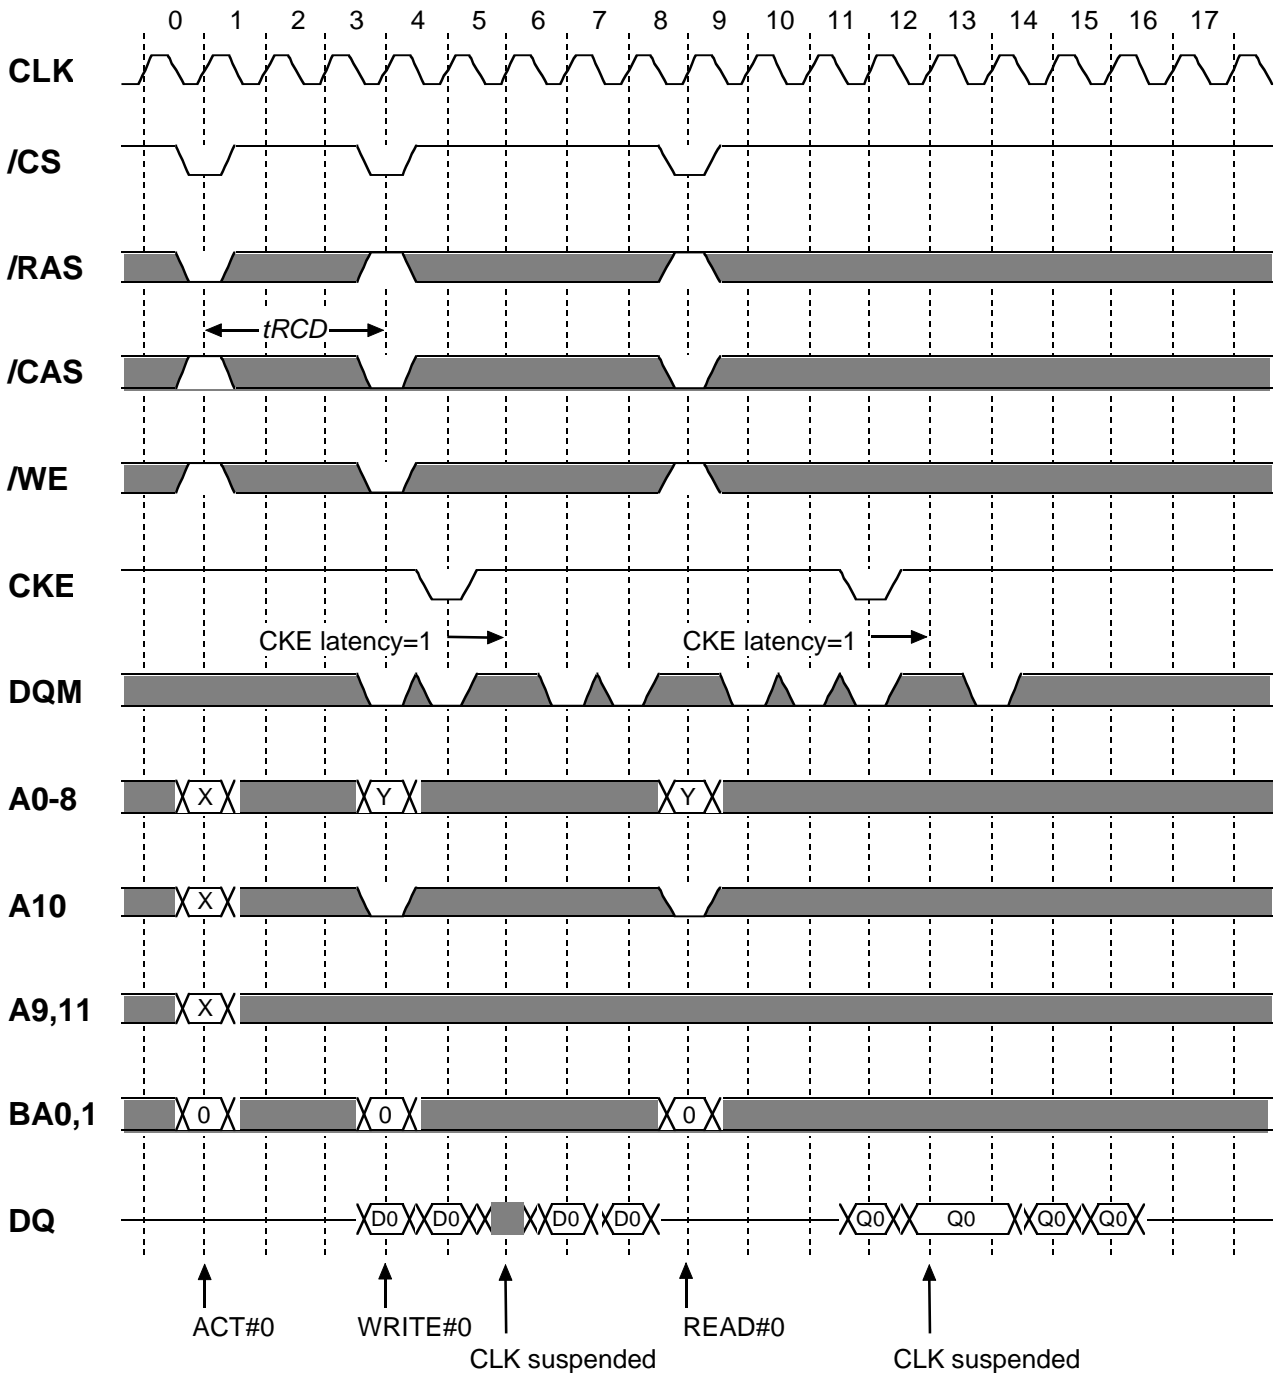 0 1 2 3 4 5 6 7 8 9 10 11 12 13 14 15 16 17
CLK
/CS
/RAS
tRCD
/CAS
/WE
CKE
CKE latency=1 CKE latency=1
DQM
A0-8 X Y Y
A10 X
A9,11 X
BA0,1 0 0 0
DQ D0 D0 D0 D0 Q0 Q0 Q0 Q0
ACT#0 WRITE#0 READ#0
CLK suspended CLK suspended